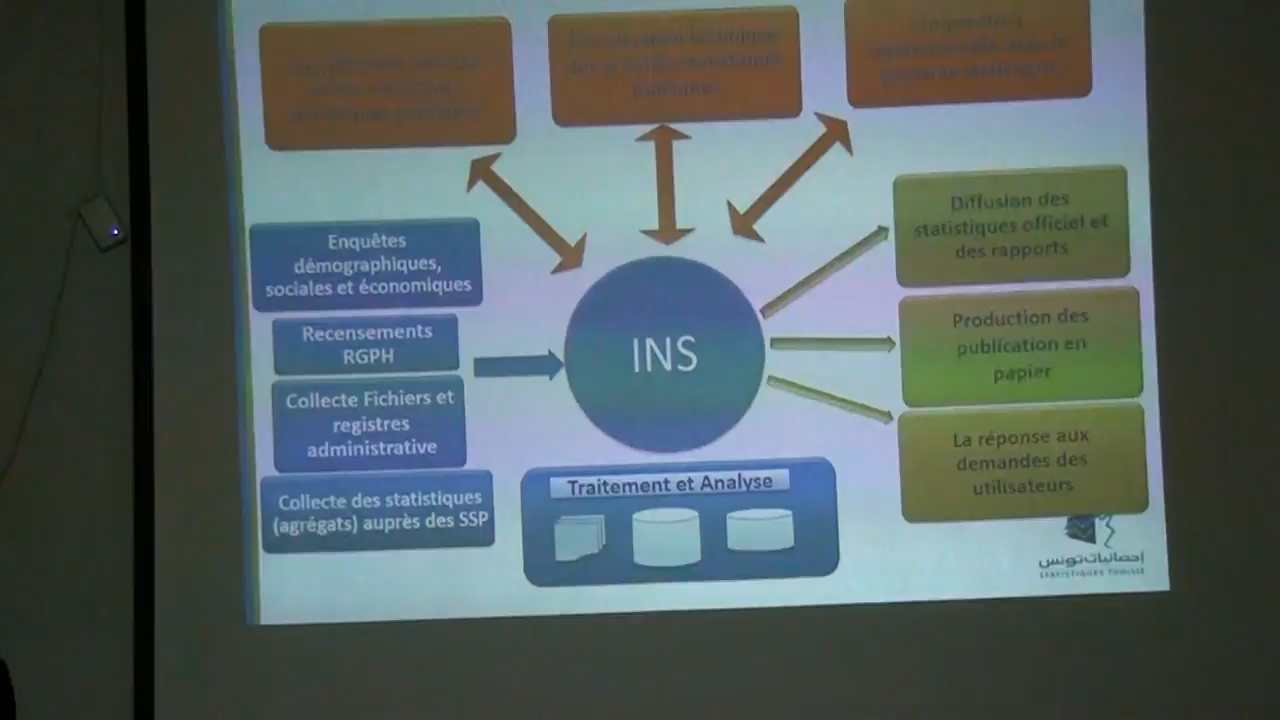 Enquêtes
démographiques,
sociales et économiques
Recensements
RGPH
Collecte Fichiers et
registres
administrative
Collecte des statistiques
(agrégats) auprès des SSP
INS
Traitement et Analyse
Diffusion des
statistiques officiel et
des rapports
Production des
publication en
papier
La réponse aux
demandes des
utilisateurs
إحصائيات تونس
STATISTIQUES TUNISIE